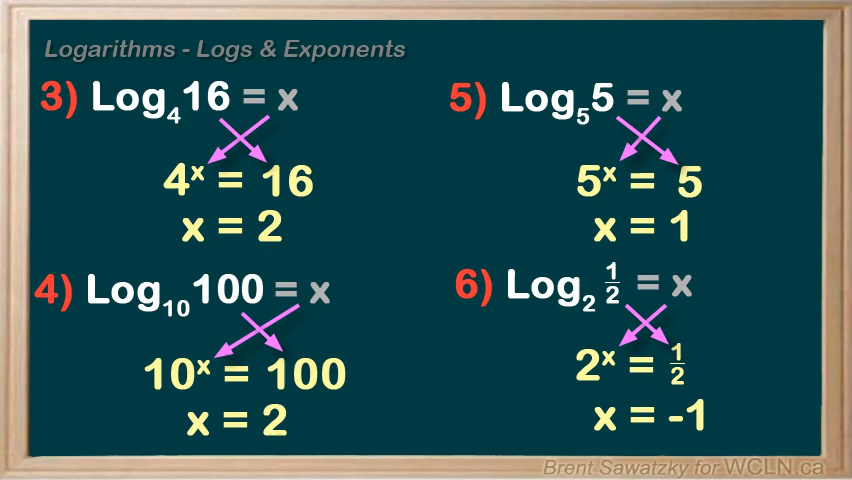 Logarithms - Logs & Exponents
3) Log₄16 = x
4ˣ = 16
x = 2
4) Log₁₀100 = x
10ˣ = 100
x = 2
5) Log₅5 = x
5ˣ = 5
x = 1
6) Log₂ ½ = x
2ˣ = ½
x = -1
Brent Sawatzky for WCLN.ca